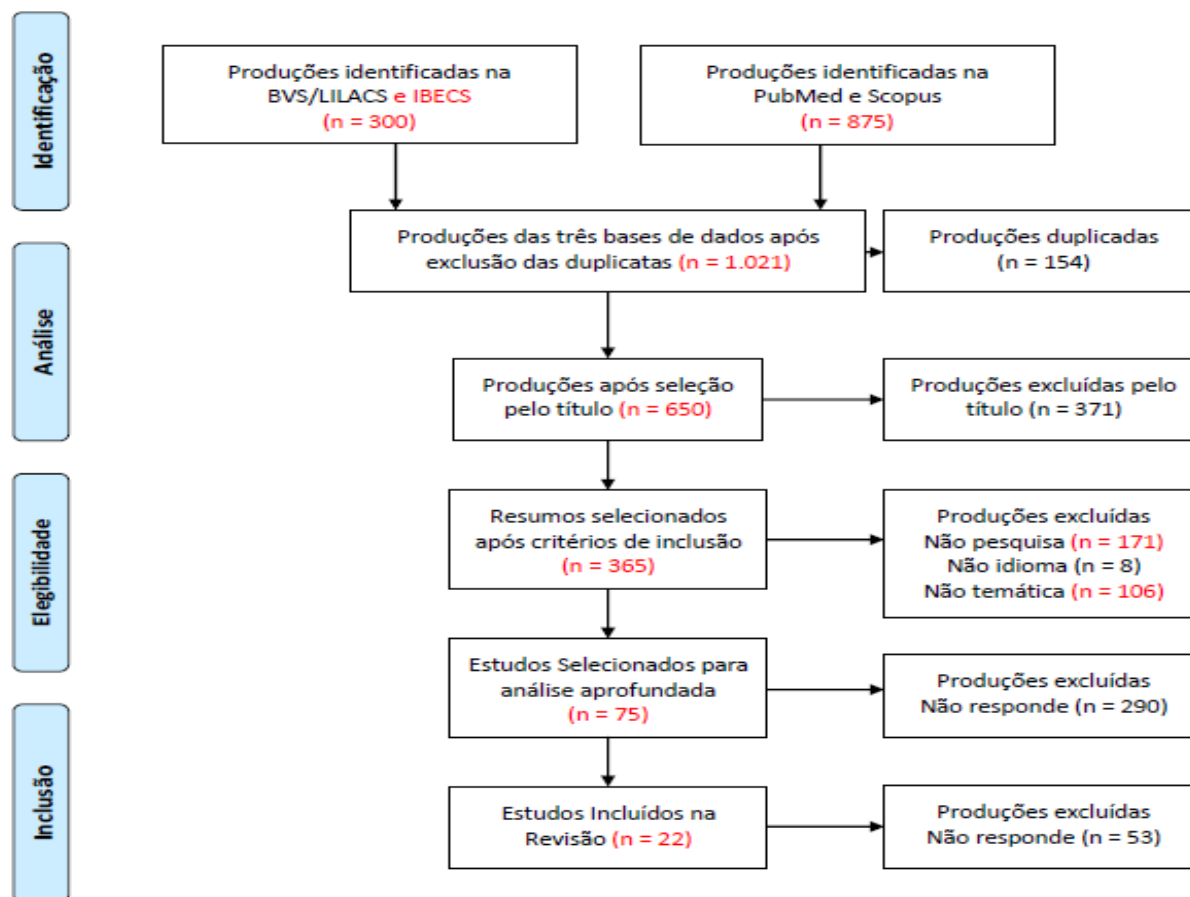 Identificação
Produções identificadas na
BVS/LILACS e IBECS
(n = 300)
Produções identificadas na
PubMed e Scopus
(n = 875)
Produções das três bases de dados após
exclusão das duplicatas (n = 1.021)
Produções duplicadas
(n = 154)
Análise
Produções após seleção
pelo título (n = 650)
Produções excluídas pelo
título (n = 371)
Elegibilidade
Resumos selecionados
após critérios de inclusão
(n = 365)
Produções excluídas
Não pesquisa (n = 171)
Não idioma (n = 8)
Não temática (n = 106)
Estudos Selecionados para
análise aprofundada
(n = 75)
Produções excluídas
Não responde (n = 290)
Inclusão
Estudos Incluídos na
Revisão (n = 22)
Produções excluídas
Não responde (n = 53)